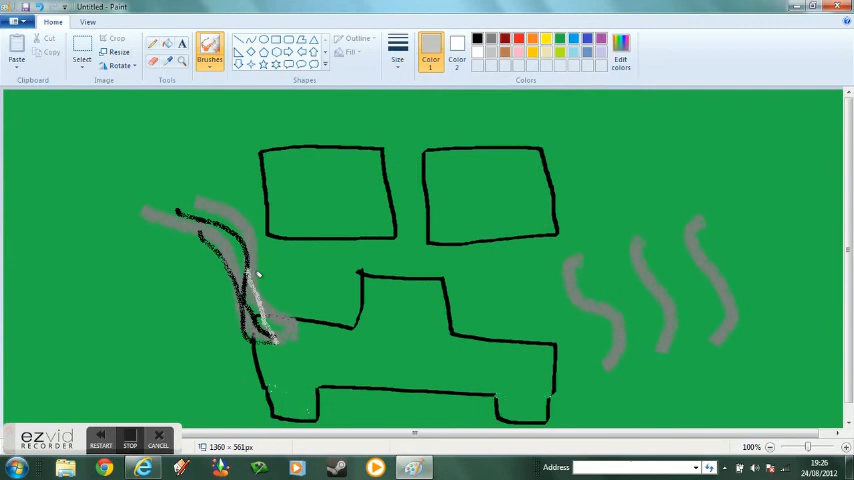 Untitled - Paint
Home View
Cut
Copy
Paste
Clipboard
Select
Crop
Resize
Rotate
Image
Tools
A
Brushes
Outline
Fill
Shapes
Size
Color 1
Color 2
Edit colors
Colors
ezvid
RECORDER
RESTART
STOP
CANCEL
1360 × 561px
100%
Address
19:26
24/08/2012